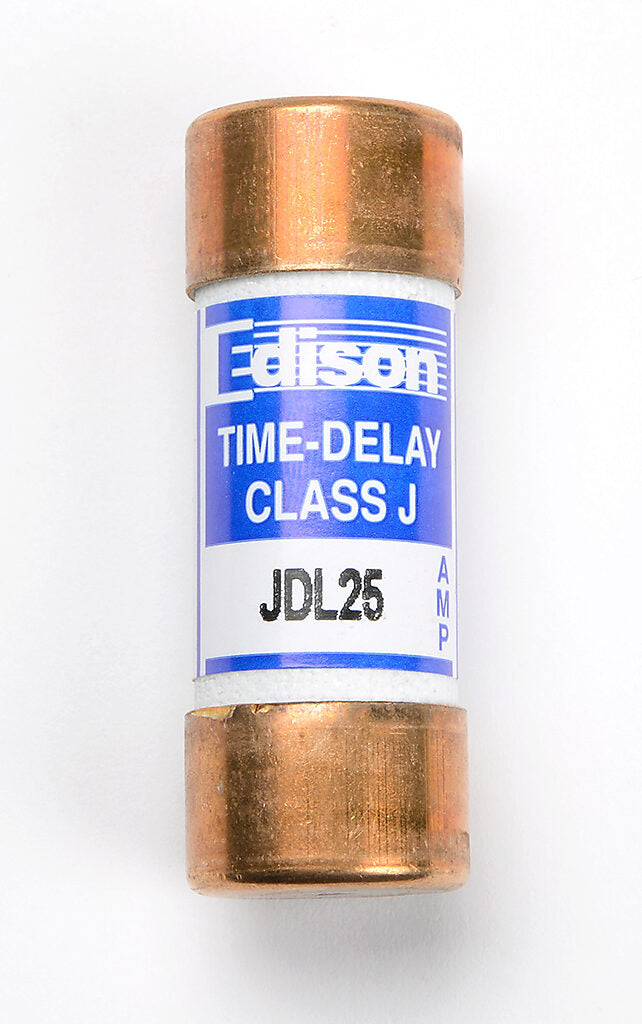 Edison
TIME-DELAY
CLASS J
JDL25
AMP